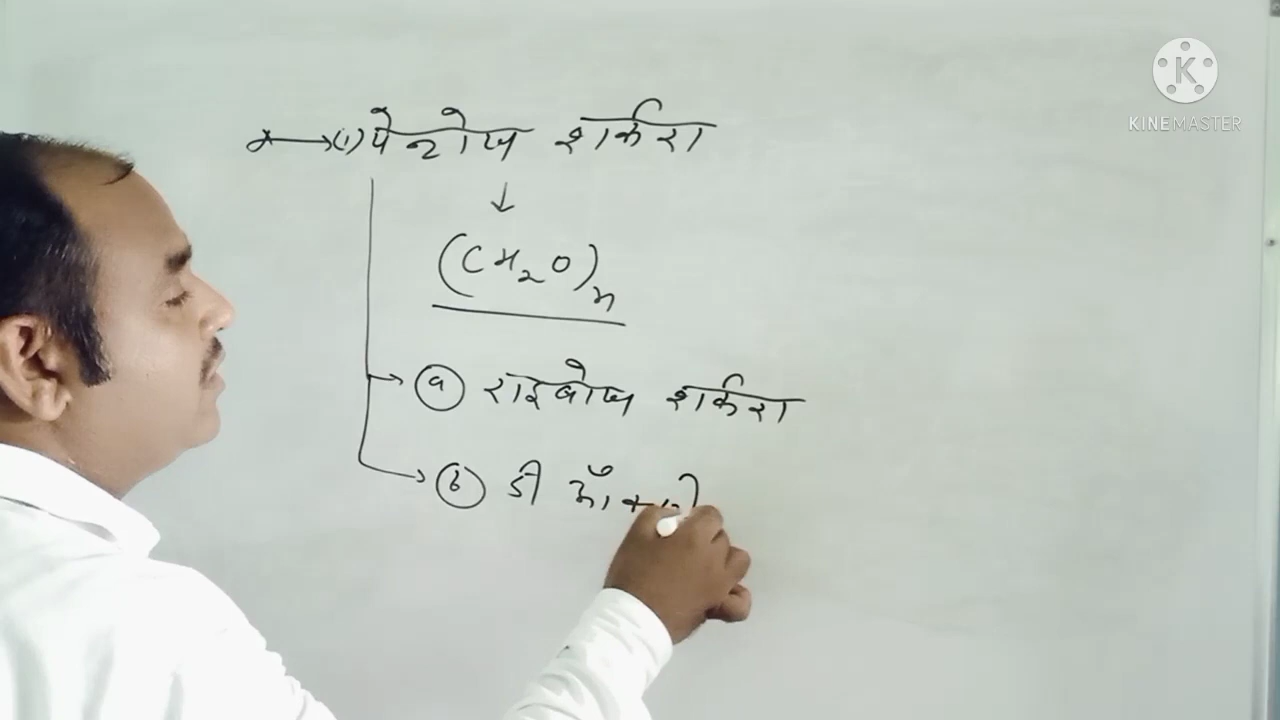 (1) पेन्टोज शर्करा
(CH₂O)n
(a) राइबोज शर्करा
(b) डी ऑक्सी
KINEMASTER